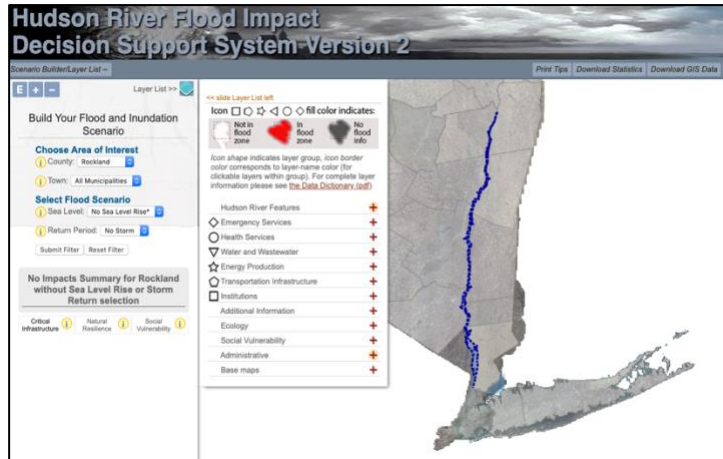 Hudson River Flood Impact
Decision Support System-Version 2
Scenario Builder/Layer List ~
Print Tips
Download Statistics
Download GIS Data
E + −
Layer List >>
Build Your Flood and Inundation
Scenario
Choose Area of Interest
i County: Rockland
i Town: All Municipalities
Select Flood Scenario
i Sea Level: No Sea Level Rise*
i Return Period: No Storm
Submit Filter Reset Filter
No Impacts Summary for Rockland
without Sea Level Rise or Storm
Return selection
Critical
Infrastructure i
Natural
Resilience i
Social
Vulnerability i
<< slide Layer List left
Icon fill color indicates:
Not in
flood
zone
In
flood
zone
No
flood
info
Icon shape indicates layer group, icon border
color corresponds to layer-name color (for
clickable layers within group). For complete layer
information please see the Data Dictionary (pdf)
Hudson River Features +
Emergency Services +
Health Services +
Water and Wastewater +
Energy Production +
Transportation Infrastructure +
Institutions +
Additional Information +
Ecology +
Social Vulnerability +
Administrative +
Base maps +